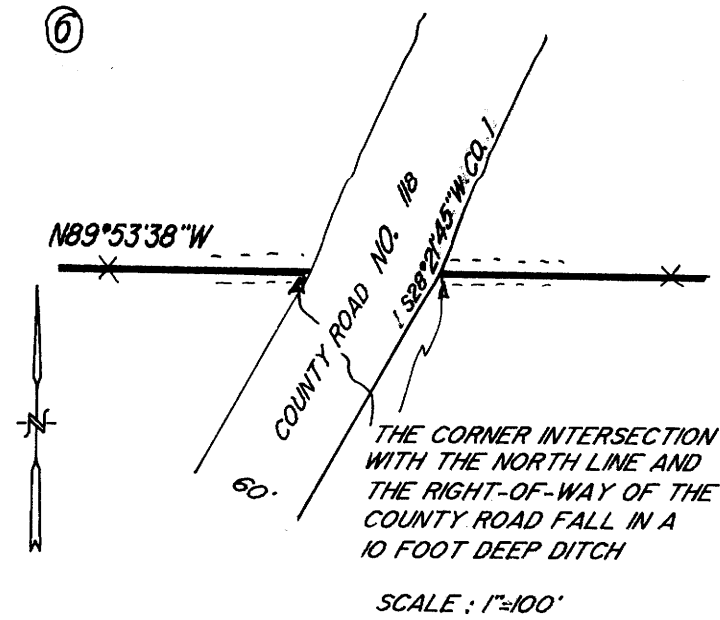 6
N89°53'38"W
COUNTY ROAD NO. 118
[ S28°21'45"W-CO. ]
N
60'
THE CORNER INTERSECTION
WITH THE NORTH LINE AND
THE RIGHT-OF-WAY OF THE
COUNTY ROAD FALL IN A
10 FOOT DEEP DITCH
SCALE : 1"=100'